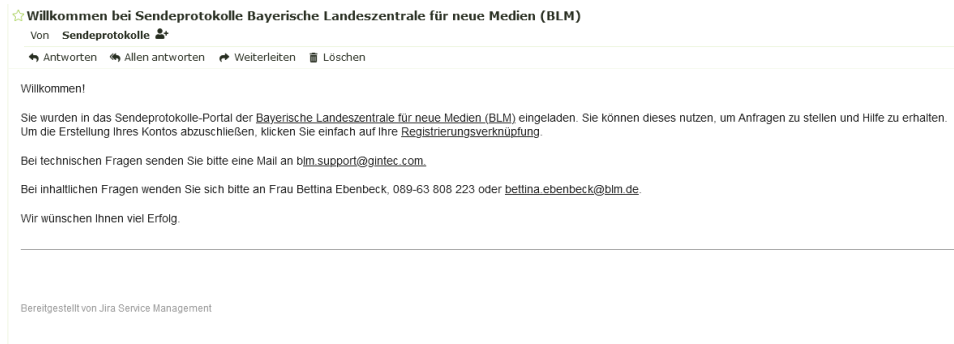 Willkommen bei Sendeprotokolle Bayerische Landeszentrale für neue Medien (BLM)
Von Sendeprotokolle
Antworten Allen antworten Weiterleiten Löschen
Willkommen!
Sie wurden in das Sendeprotokolle-Portal der Bayerische Landeszentrale für neue Medien (BLM) eingeladen. Sie können dieses nutzen, um Anfragen zu stellen und Hilfe zu erhalten.
Um die Erstellung Ihres Kontos abzuschließen, klicken Sie einfach auf Ihre Registrierungsverknüpfung.
Bei technischen Fragen senden Sie bitte eine Mail an blm.support@gintec.com.
Bei inhaltlichen Fragen wenden Sie sich bitte an Frau Bettina Ebenbeck, 089-63 808 223 oder bettina.ebenbeck@blm.de.
Wir wünschen Ihnen viel Erfolg.
Bereitgestellt von Jira Service Management